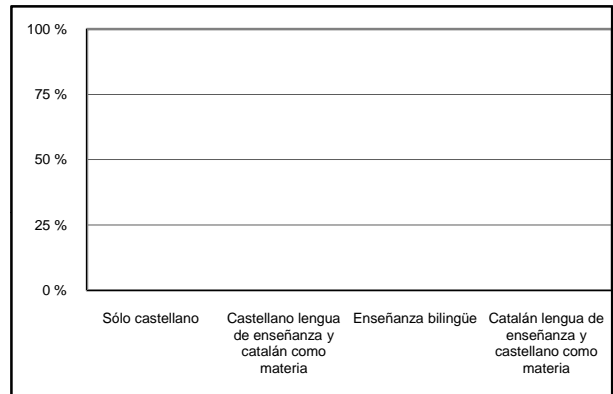 100 %
75 %
50 %
25 %
0 %
Sólo castellano
Castellano lengua
de enseñanza y
catalán como
materia
Enseñanza bilingüe
Catalán lengua de
enseñanza y
castellano como
materia